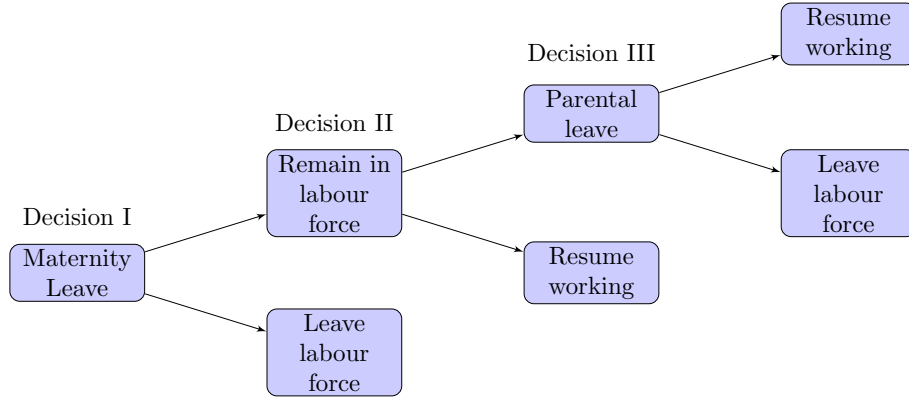 Decision I
Maternity
Leave
Decision II
Remain in
labour
force
Leave
labour
force
Decision III
Parental
leave
Resume
working
Resume
working
Leave
labour
force